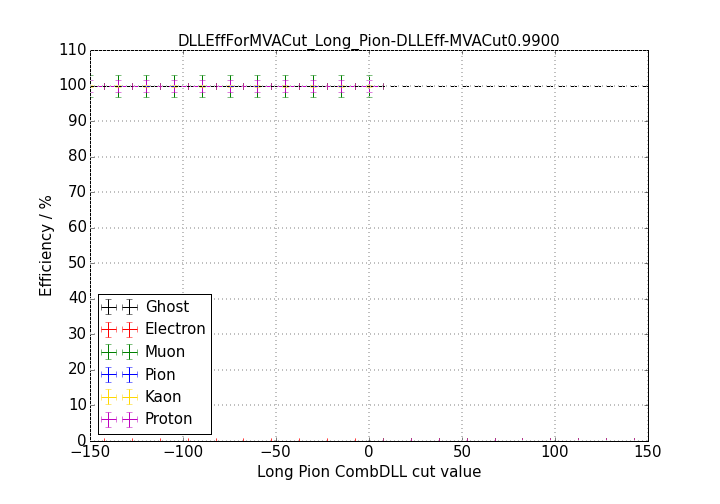 DLLEffForMVACut_Long_Pion-DLLEff-MVACut0.9900
110
100
90
80
70
60
50
40
30
20
10
0
Efficiency / %
Ghost
Electron
Muon
Pion
Kaon
Proton
−150 −100 −50 0 50 100 150
Long Pion CombDLL cut value